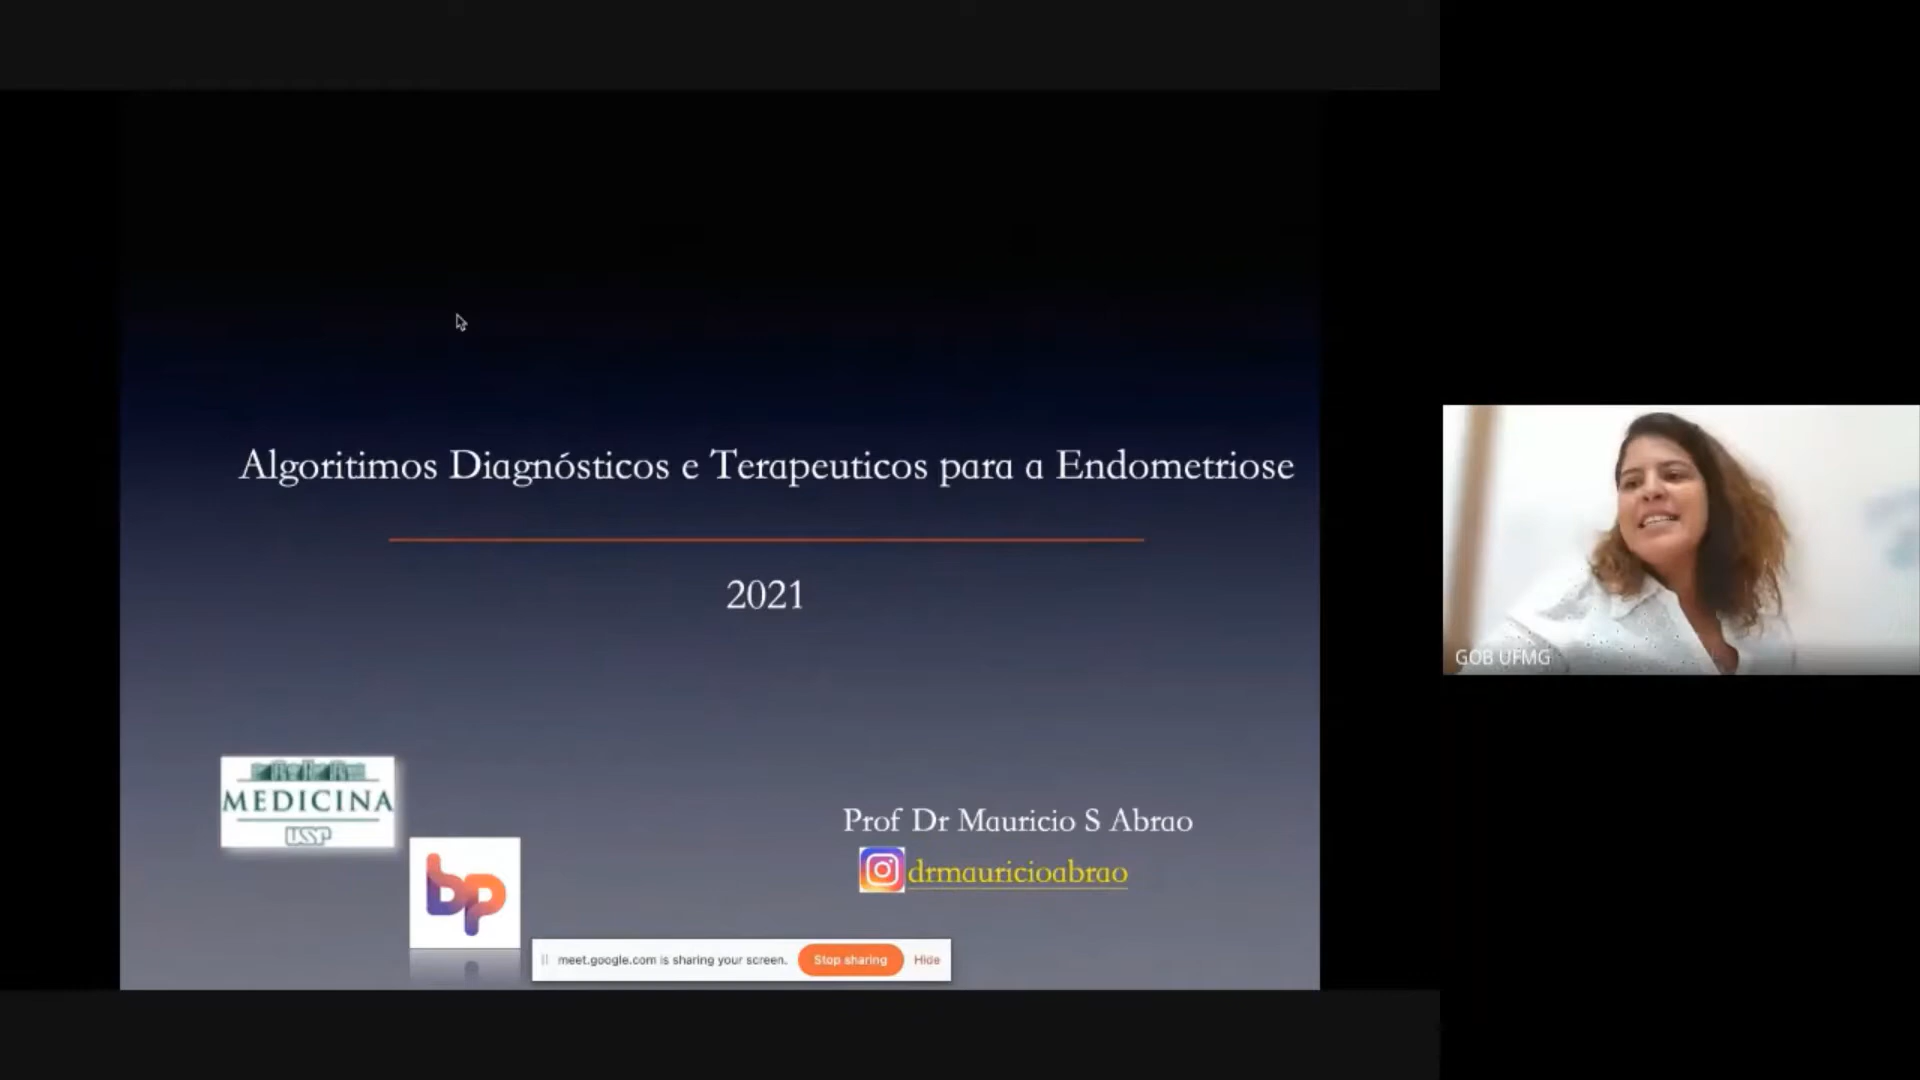 Algoritimos Diagnósticos e Terapeuticos para a Endometriose
2021
MEDICINA
USP
bp
Prof Dr Mauricio S Abrao
drmauricioabrao
meet.google.com is sharing your screen. Stop sharing Hide
GOB UFMG